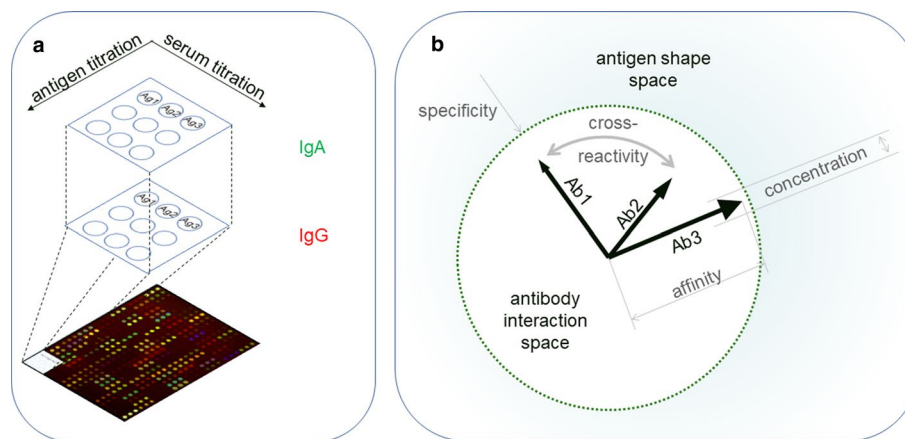 a
antigen titration
serum titration
Ag1
Ag2
Ag3
IgA
Ag1
Ag2
Ag3
IgG
b
antigen shape
space
specificity
cross-
reactivity
concentration
Ab1
Ab2
Ab3
affinity
antibody
interaction
space